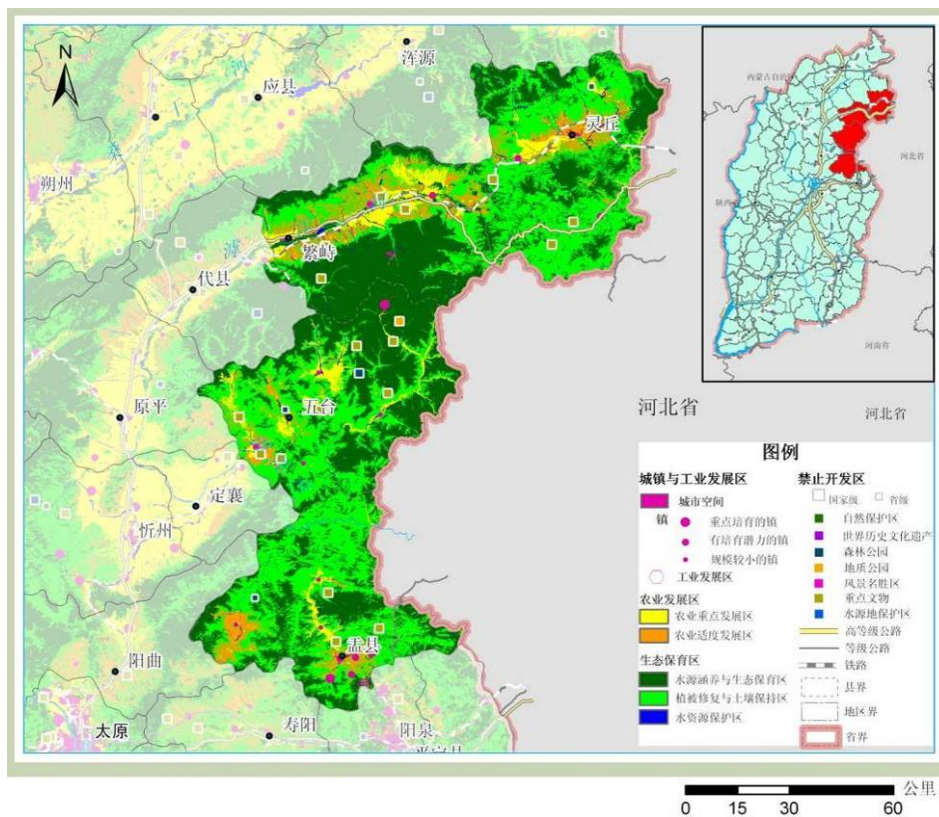 N
浑源
应县
灵丘
朔州
繁峙
代县
原平
五台
定襄
忻州
盂县
阳曲
太原
寿阳
阳泉
内蒙古自治
河北省
陕西
河南省
河北省
河北省
图例
城镇与工业发展区
城市空间
镇
重点培育的镇
有培育潜力的镇
规模较小的镇
工业发展区
农业发展区
农业重点发展区
农业适度发展区
生态保育区
水源涵养与生态保育区
植被修复与土壤保持区
水资源保护区
禁止开发区
国家级
省级
自然保护区
世界历史文化遗产
森林公园
地质公园
风景名胜区
重点文物
水源地保护区
高等级公路
等级公路
铁路
县界
地区界
省界
公里
0 15 30 60